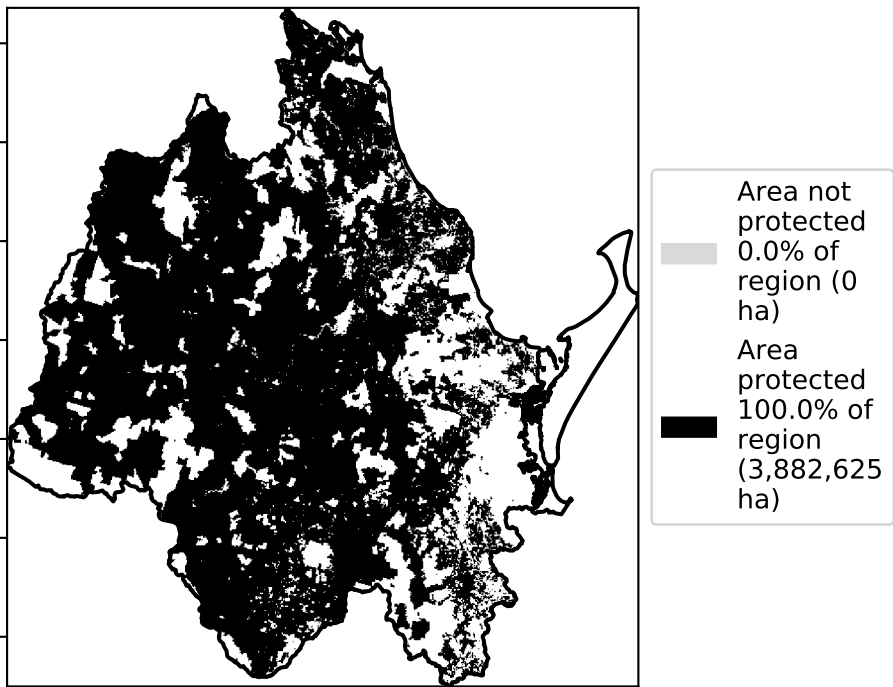 Area not
protected
0.0% of
region (0
ha)
Area
protected
100.0% of
region
(3,882,625
ha)